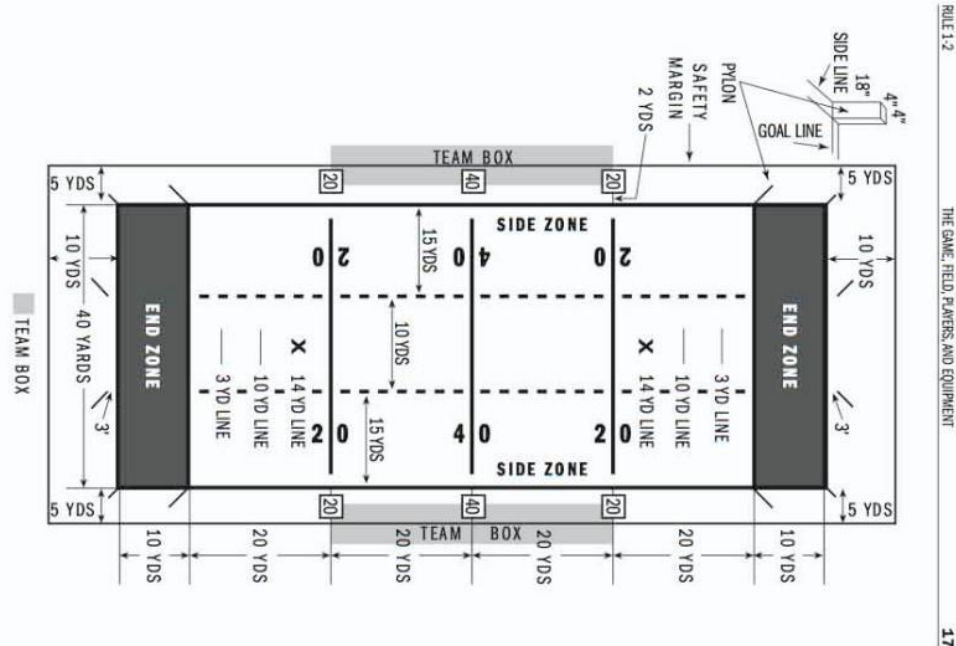 RULE 1-2
THE GAME, FIELD, PLAYERS, AND EQUIPMENT
17
4" 4"
18"
SIDE LINE
GOAL LINE
PYLON
SAFETY
MARGIN
2 YDS
TEAM BOX
20
40
20
5 YDS
5 YDS
10 YDS
10 YDS
SIDE ZONE
15 YDS
2 0
4 0
2 0
END ZONE
END ZONE
40 YARDS
10 YDS
X
X
3 YD LINE
10 YD LINE
14 YD LINE
14 YD LINE
10 YD LINE
3 YD LINE
3'
3'
15 YDS
2 0
4 0
2 0
SIDE ZONE
20
40
20
TEAM BOX
5 YDS
5 YDS
10 YDS
20 YDS
20 YDS
20 YDS
20 YDS
10 YDS
TEAM BOX